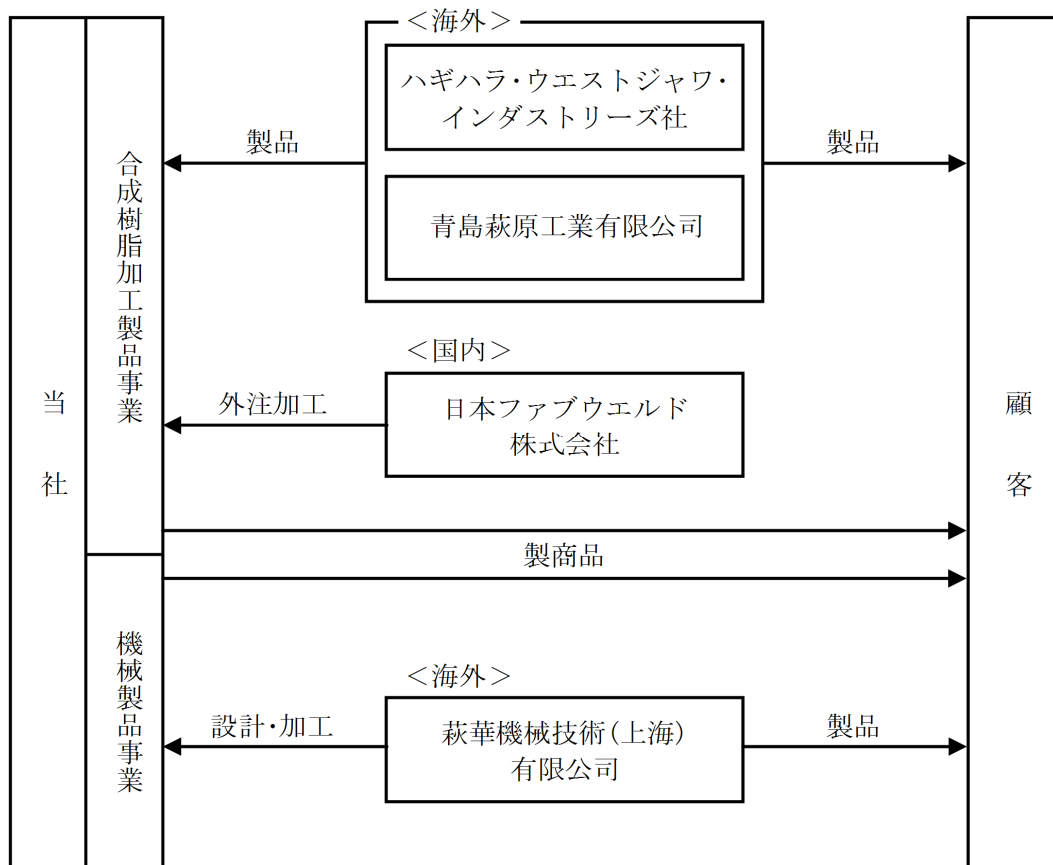 当社
合成樹脂加工製品事業
機械製品事業
＜海外＞
ハギハラ・ウエストジャワ・
インダストリーズ社
製品
製品
青島萩原工業有限公司
＜国内＞
外注加工
日本ファブウエルド
株式会社
製商品
＜海外＞
設計・加工
萩華機械技術(上海)
有限公司
製品
顧客